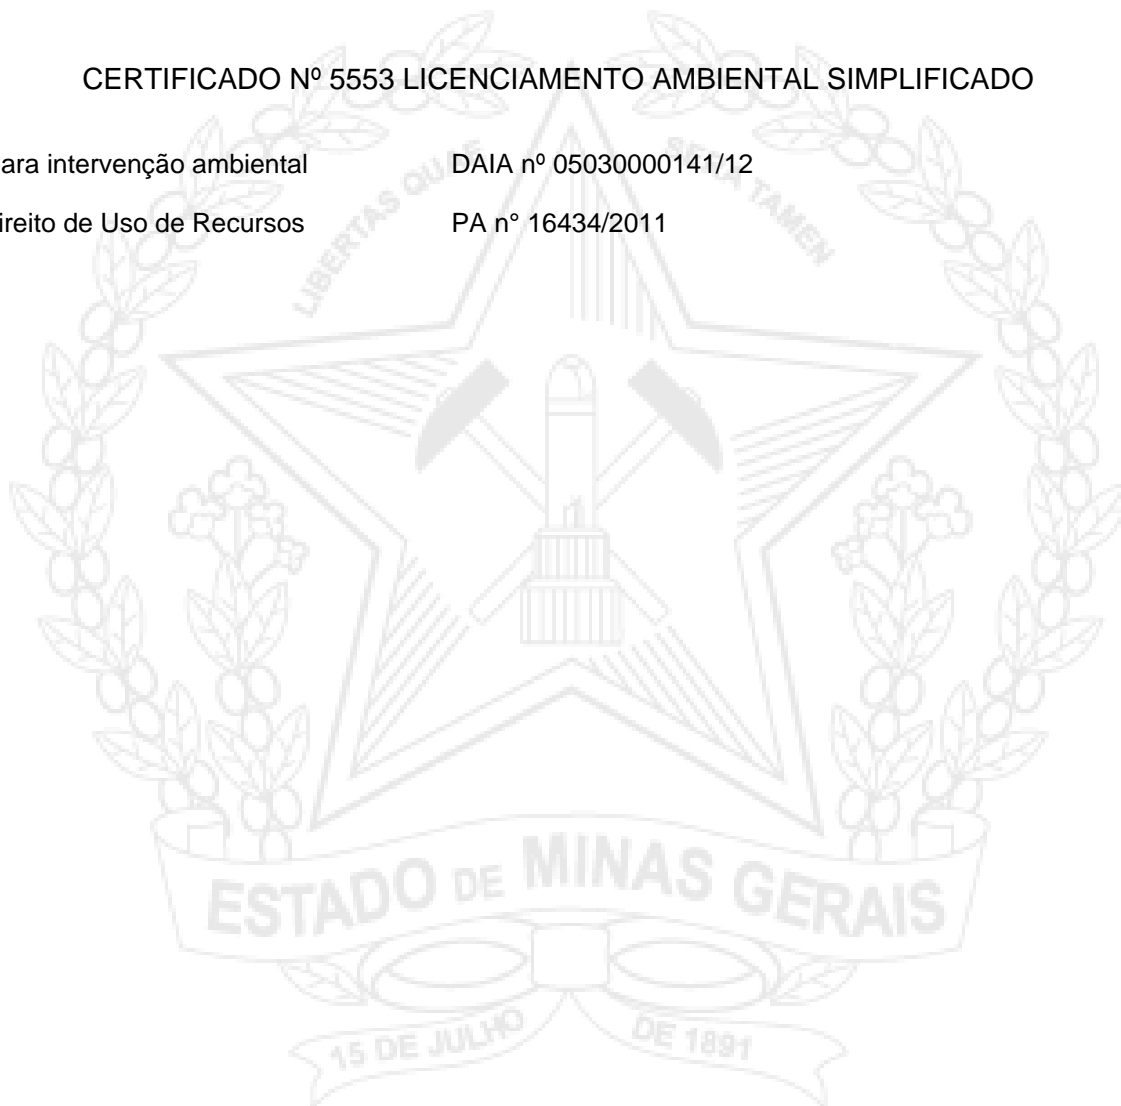 CERTIFICADO Nº 5553 LICENCIAMENTO AMBIENTAL SIMPLIFICADO
ara intervenção ambiental DAIA nº 05030000141/12
ireito de Uso de Recursos PA n° 16434/2011
LIBERTAS QUAE SERA TAMEN
ESTADO DE MINAS GERAIS
15 DE JULHO DE 1891